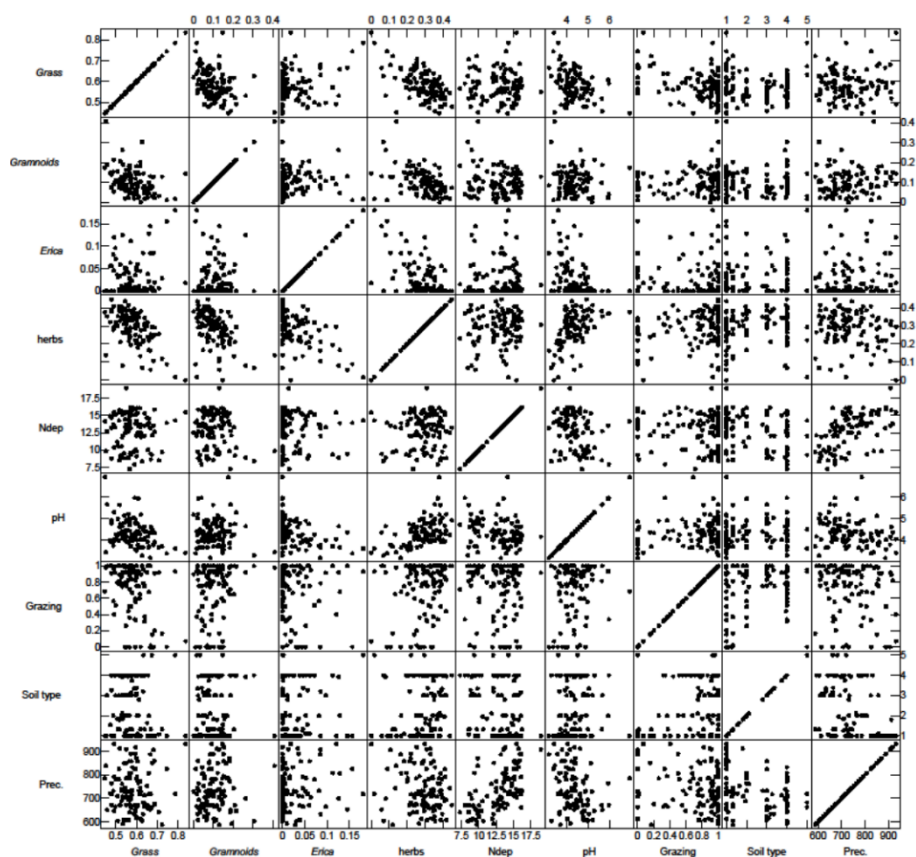 0 0.1 0.2 0.3 0.4 0 0.1 0.2 0.3 0.4 4 5 6 1 2 3 4 5
0.8
Grass 0.7
0.6
0.5
0.4
0.3
Gramnoids 0.2
0.1
0
0.15
Erica 0.1
0.05
0
0.4
0.3
herbs 0.2
0.1
0
17.5
15
Ndep 12.5
10
7.5
6
pH 5
4
1
0.8
Grazing 0.6
0.4
0.2
0
5
4
Soil type 3
2
1
900
800
Prec. 700
600
0.5 0.6 0.7 0.8 0 0.05 0.1 0.15 7.5 10 12.5 15 17.5 0 0.2 0.4 0.6 0.8 1 600 700 800 900
Grass Gramnoids Erica herbs Ndep pH Grazing Soil type Prec.